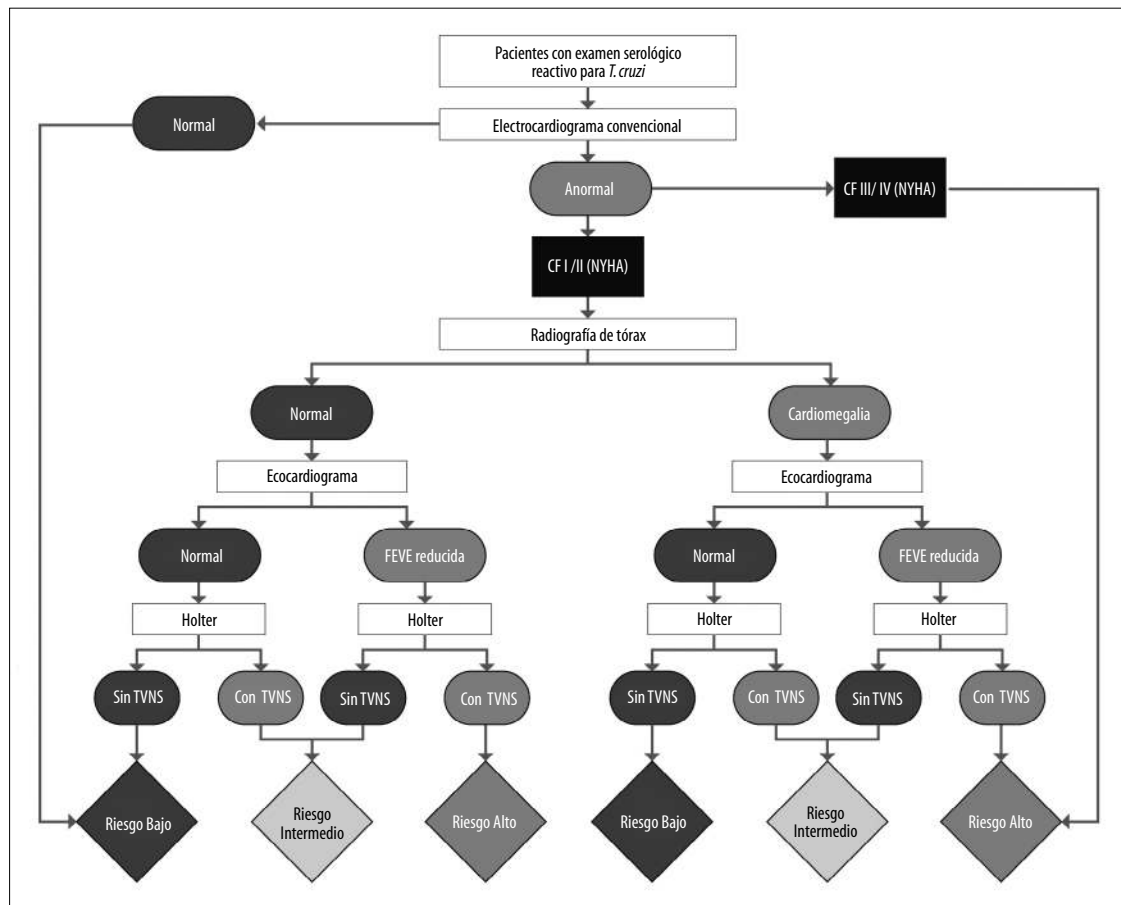 Pacientes con examen serológico
reactivo para T. cruzi
Normal
Electrocardiograma convencional
Anormal
CF III/ IV (NYHA)
CF I /II (NYHA)
Radiografía de tórax
Normal
Cardiomegalia
Ecocardiograma
Ecocardiograma
Normal
FEVE reducida
Normal
FEVE reducida
Holter
Holter
Holter
Holter
Sin TVNS
Con TVNS
Sin TVNS
Con TVNS
Sin TVNS
Con TVNS
Sin TVNS
Con TVNS
Riesgo Bajo
Riesgo
Intermedio
Riesgo Alto
Riesgo Bajo
Riesgo
Intermedio
Riesgo Alto